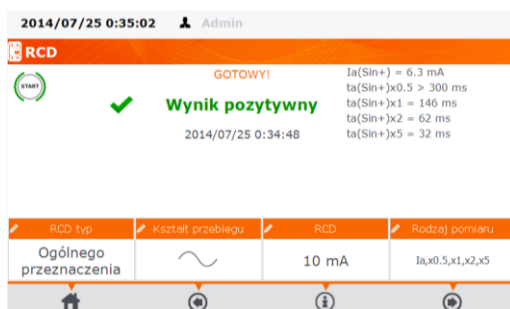 2014/07/25 0:35:02 Admin
RCD
START
GOTOWY!
Wynik pozytywny
2014/07/25 0:34:48
Ia(Sin+) = 6.3 mA
ta(Sin+)x0.5 > 300 ms
ta(Sin+)x1 = 146 ms
ta(Sin+)x2 = 62 ms
ta(Sin+)x5 = 32 ms
RCD typ
Ogólnego
przeznaczenia
Kształt przebiegu
RCD
10 mA
Rodzaj pomiaru
Ia,x0.5,x1,x2,x5